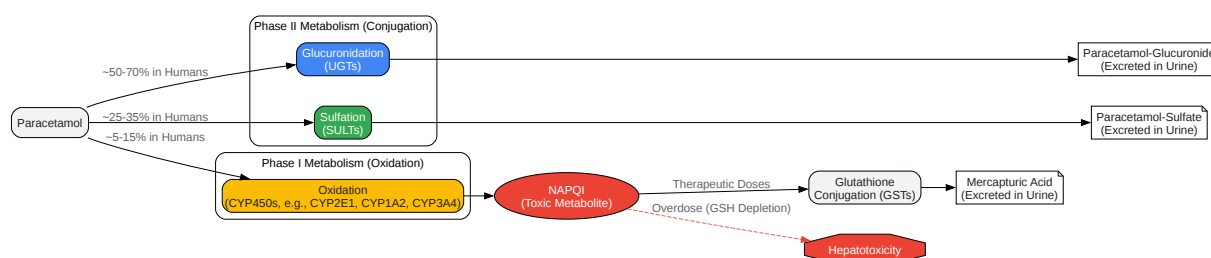 Phase II Metabolism (Conjugation)
Glucuronidation
(UGTs)
Paracetamol-Glucuronide
(Excreted in Urine)
~50-70% in Humans
Paracetamol
~25-35% in Humans
Sulfation
(SULTs)
Paracetamol-Sulfate
(Excreted in Urine)
~5-15% in Humans
Phase I Metabolism (Oxidation)
Oxidation
(CYP450s, e.g., CYP2E1, CYP1A2, CYP3A4)
NAPQI
(Toxic Metabolite)
Therapeutic Doses
Glutathione
Conjugation (GSTs)
Mercapturic Acid
(Excreted in Urine)
Overdose (GSH Depletion)
Hepatotoxicity